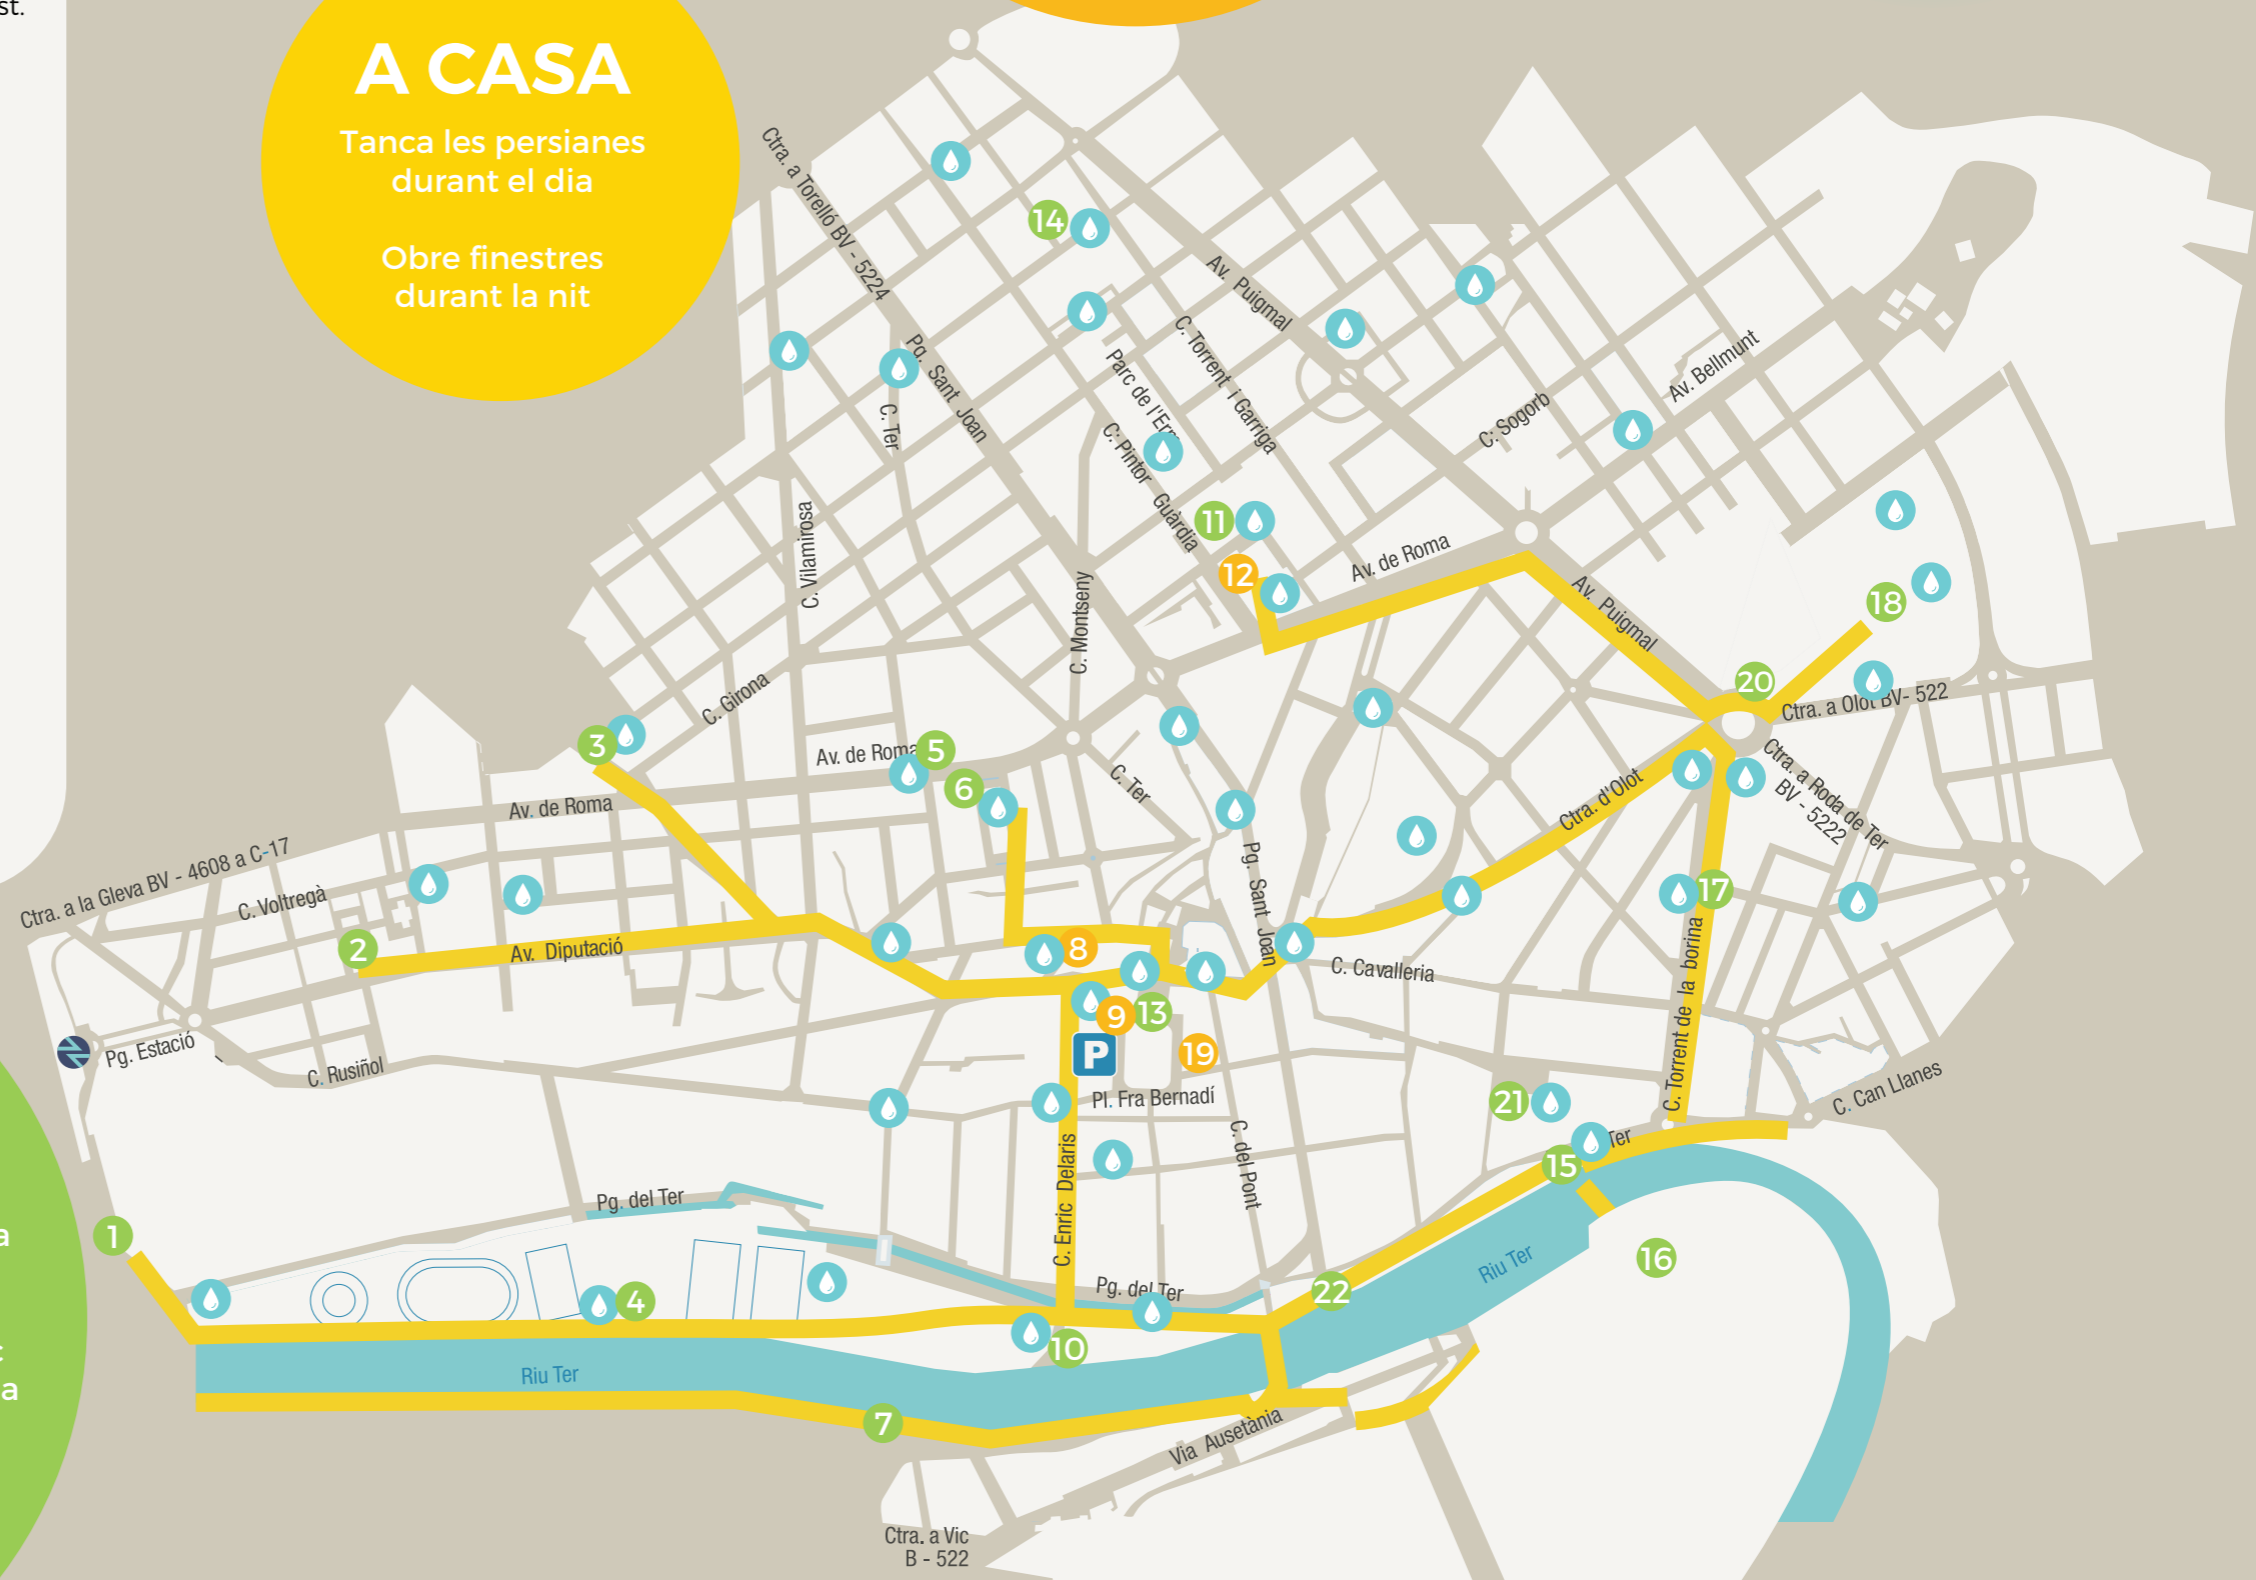 st.
A CASA
Tanca les persianes
durant el dia
Obre finestres
durant la nit
Ctra. a Torelló BV - 5224
14
Av. Puigmal
Pg. Sant Joan
C. Torrent i Garriga
Parc de l'Erm
C. Ter
C: Pintor Guàrdia
C: Sogorb
Av. Bellmunt
C. Vilamirosa
11
12
Av. de Roma
C. Montseny
Av. Puigmal
18
20
Ctra. a Olot BV- 522
C. Girona
3
Av. de Roma
5
6
C. Ter
Av. de Roma
Ctra. d'Olot
Ctra. a Roda de Ter
BV - 5222
Ctra. a la Gleva BV - 4608 a C-17
C. Voltregà
2
Av. Diputació
Pg. Sant Joan
17
8
C. Cavalleria
C. Torrent de la borina
9
13
P
19
Pg. Estació
C. Rusiñol
Pl. Fra Bernadí
21
C. Can Llanes
C. Enric Delaris
C. del Pont
Ter
15
Pg. del Ter
1
a
16
Riu Ter
4
Pg. del Ter
22
10
Riu Ter
a
7
Via Ausetània
Ctra. a Vic
B - 522